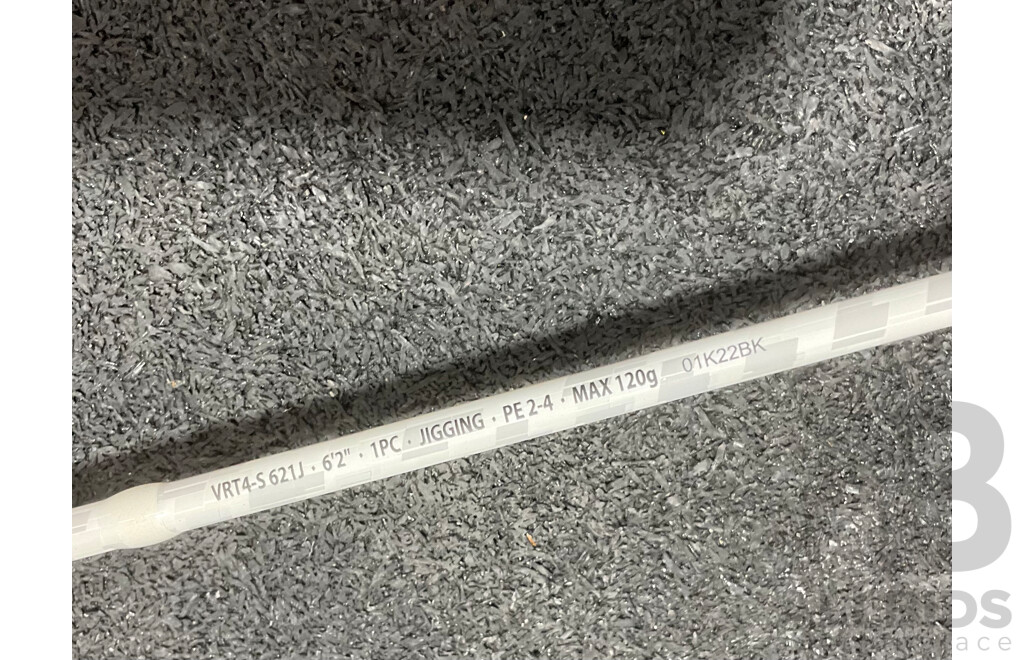 VRT4-S 621J · 6'2" · 1PC · JIGGING · PE 2-4 · MAX 120g 01K22BK